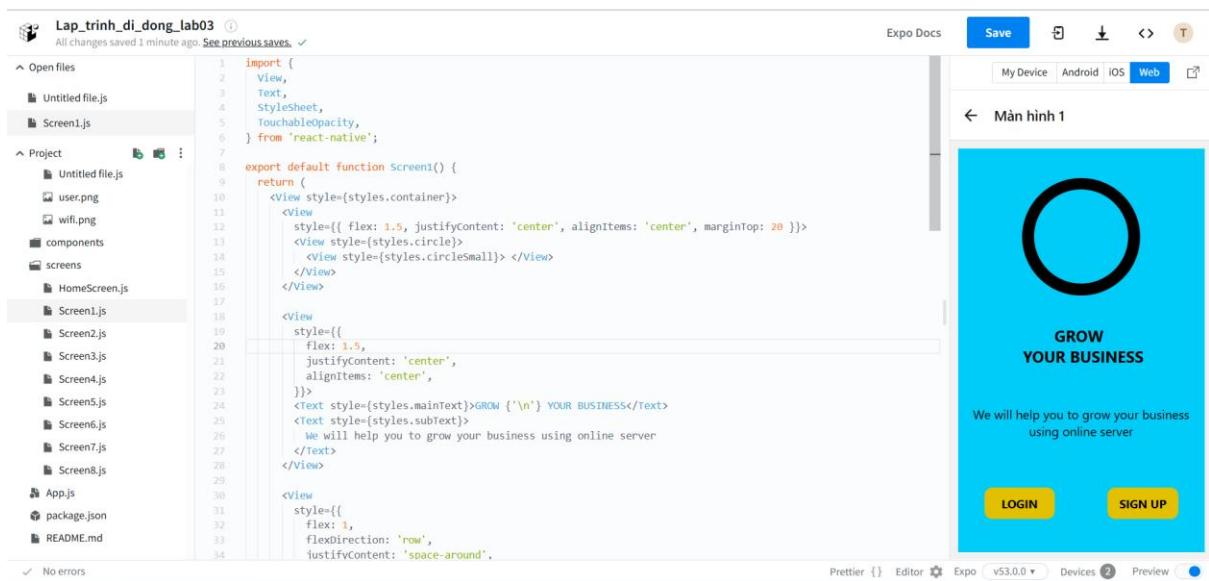 Lap_trinh_di_dong_lab03
All changes saved 1 minute ago. See previous saves.
Expo Docs
Save
T
Open files
Untitled file.js
Screen1.js
Project
Untitled file.js
user.png
wifi.png
components
screens
HomeScreen.js
Screen1.js
Screen2.js
Screen3.js
Screen4.js
Screen5.js
Screen6.js
Screen7.js
Screen8.js
App.js
package.json
README.md
1 import {
2 View,
3 Text,
4 StyleSheet,
5 TouchableOpacity,
6 } from 'react-native';
7
8 export default function Screen1() {
9 return (
10 <View style={styles.container}>
11 <View
12 style={{ flex: 1.5, justifyContent: 'center', alignItems: 'center', marginTop: 20 }}>
13 <View style={styles.circle}>
14 <View style={styles.circleSmall}> </View>
15 </View>
16 </View>
17
18 <View
19 style={{
20 flex: 1.5,
21 justifyContent: 'center',
22 alignItems: 'center',
23 }}>
24 <Text style={styles.mainText}>GROW {'\n'} YOUR BUSINESS</Text>
25 <Text style={styles.subText}>
26 We will help you to grow your business using online server
27 </Text>
28 </View>
29
30 <View
31 style={{
32 flex: 1,
33 flexDirection: 'row',
34 justifyContent: 'space-around',
My Device Android iOS Web
Màn hình 1
GROW
YOUR BUSINESS
We will help you to grow your business
using online server
LOGIN
SIGN UP
No errors
Prettier {} Editor Expo v53.0.0 Devices 2 Preview